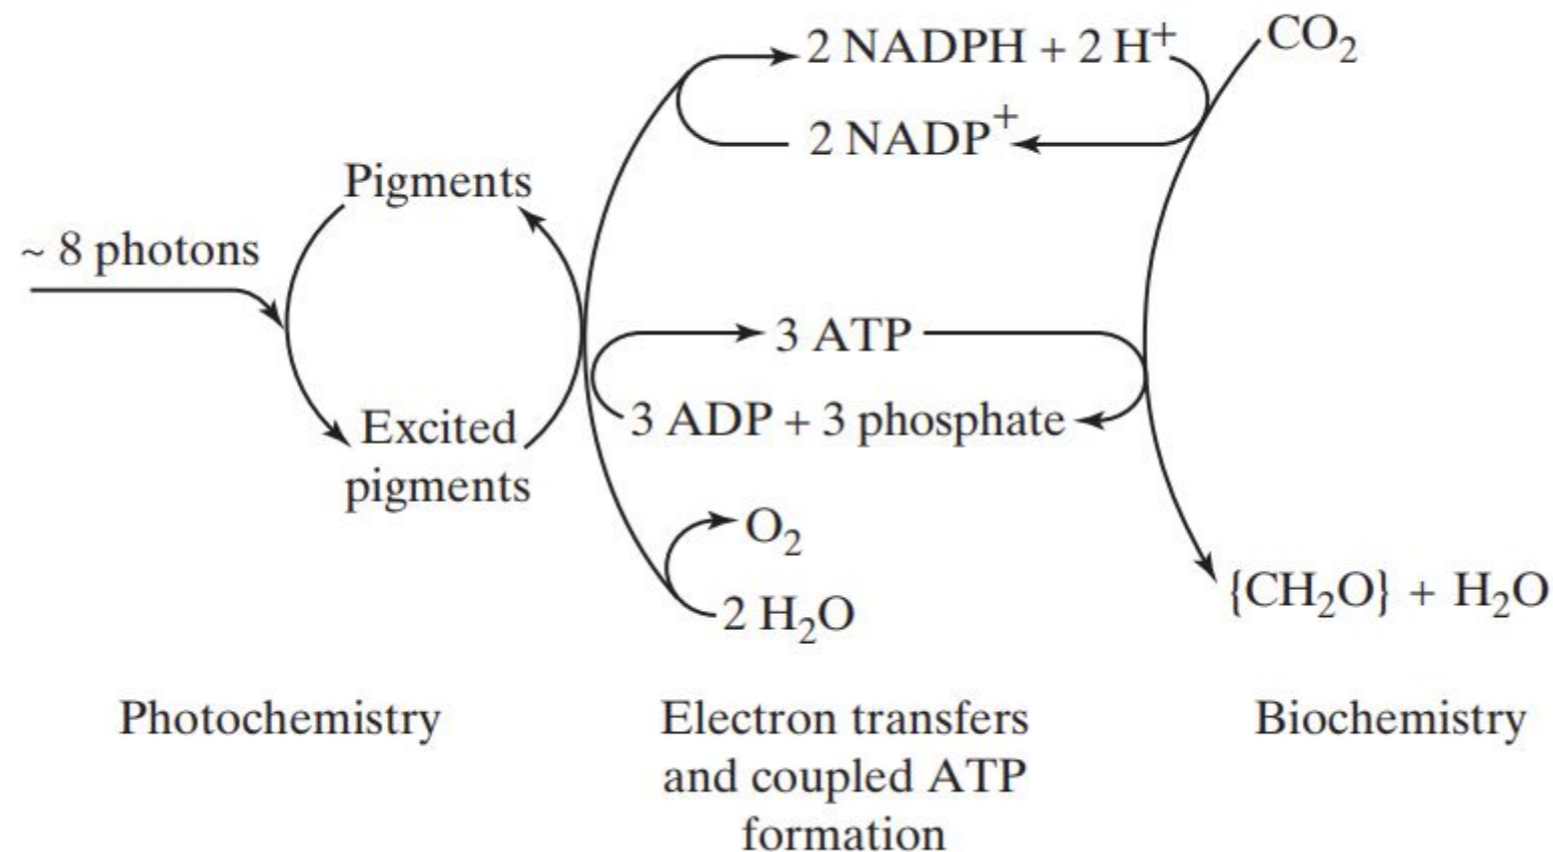 2 NADPH + 2 H⁺
CO₂
2 NADP⁺
Pigments
~ 8 photons
3 ATP
3 ADP + 3 phosphate
Excited
pigments
O₂
2 H₂O
{CH₂O} + H₂O
Photochemistry
Electron transfers
and coupled ATP
formation
Biochemistry